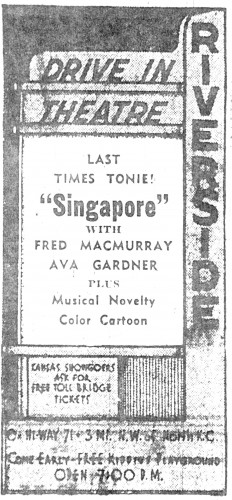 RIVERSIDE
DRIVE IN
THEATRE
LAST
TIMES TONIE!
"Singapore"
WITH
FRED MACMURRAY
AVA GARDNER
PLUS
Musical Novelty
Color Cartoon
KANSAS SHOWGOERS
ASK FOR
FREE TOLL BRIDGE
TICKETS
ON HI-WAY 71 - 3 MI. N.W. OF NORTH K.C.
COME EARLY - FREE KIDDIES PLAYGROUND
OPEN 7:00 P.M.